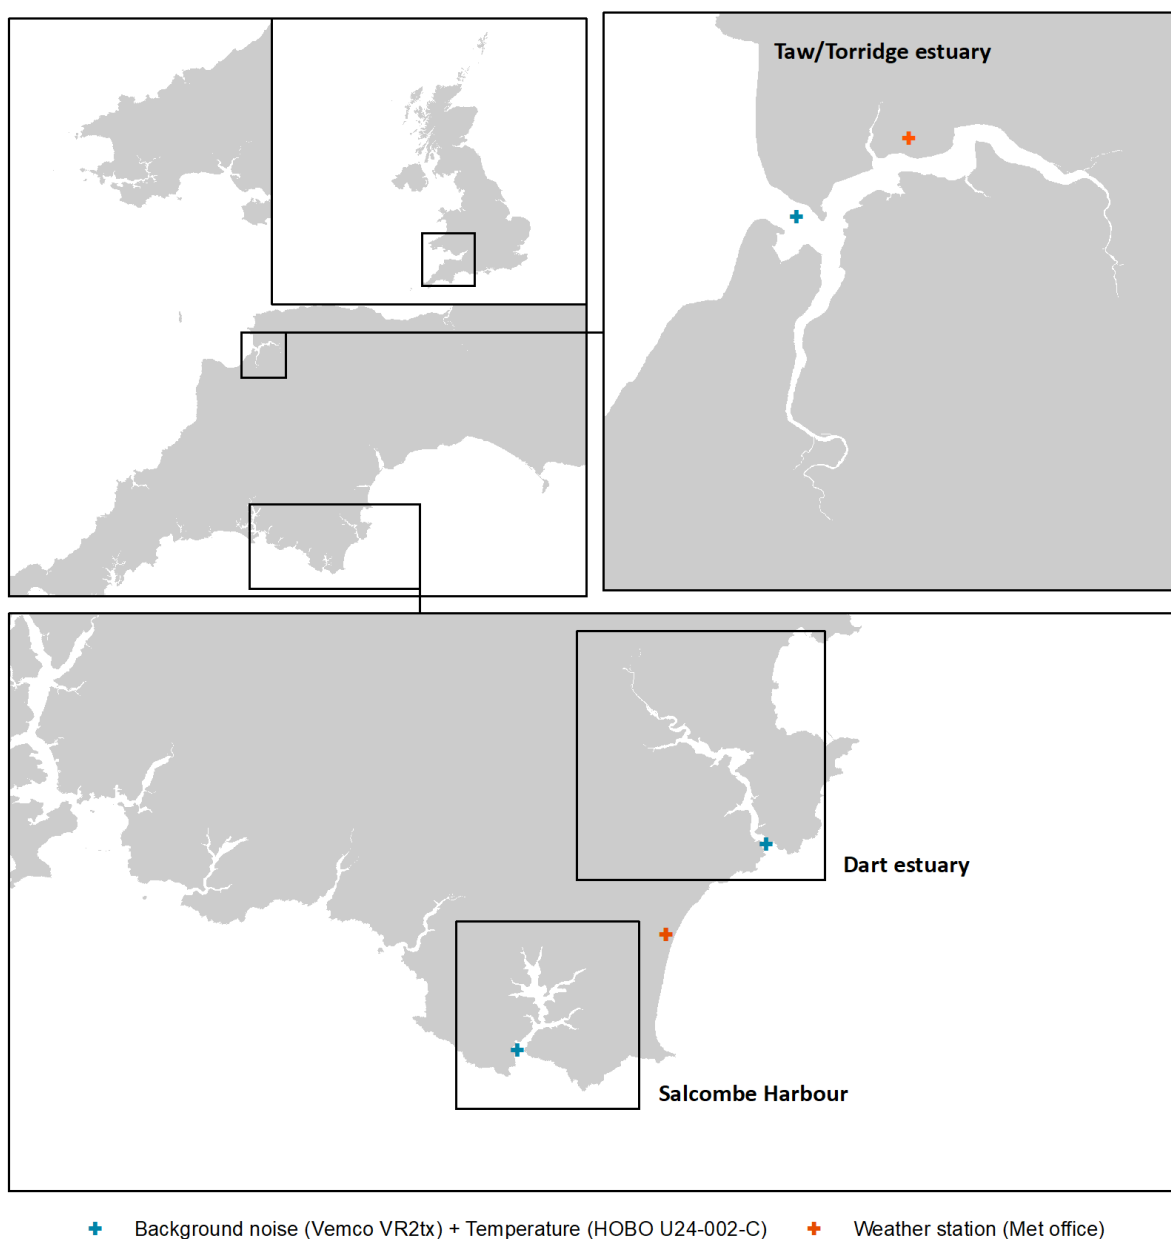 Taw/Torridge estuary
Dart estuary
Salcombe Harbour
Background noise (Vemco VR2tx) + Temperature (HOBO U24-002-C)
Weather station (Met office)